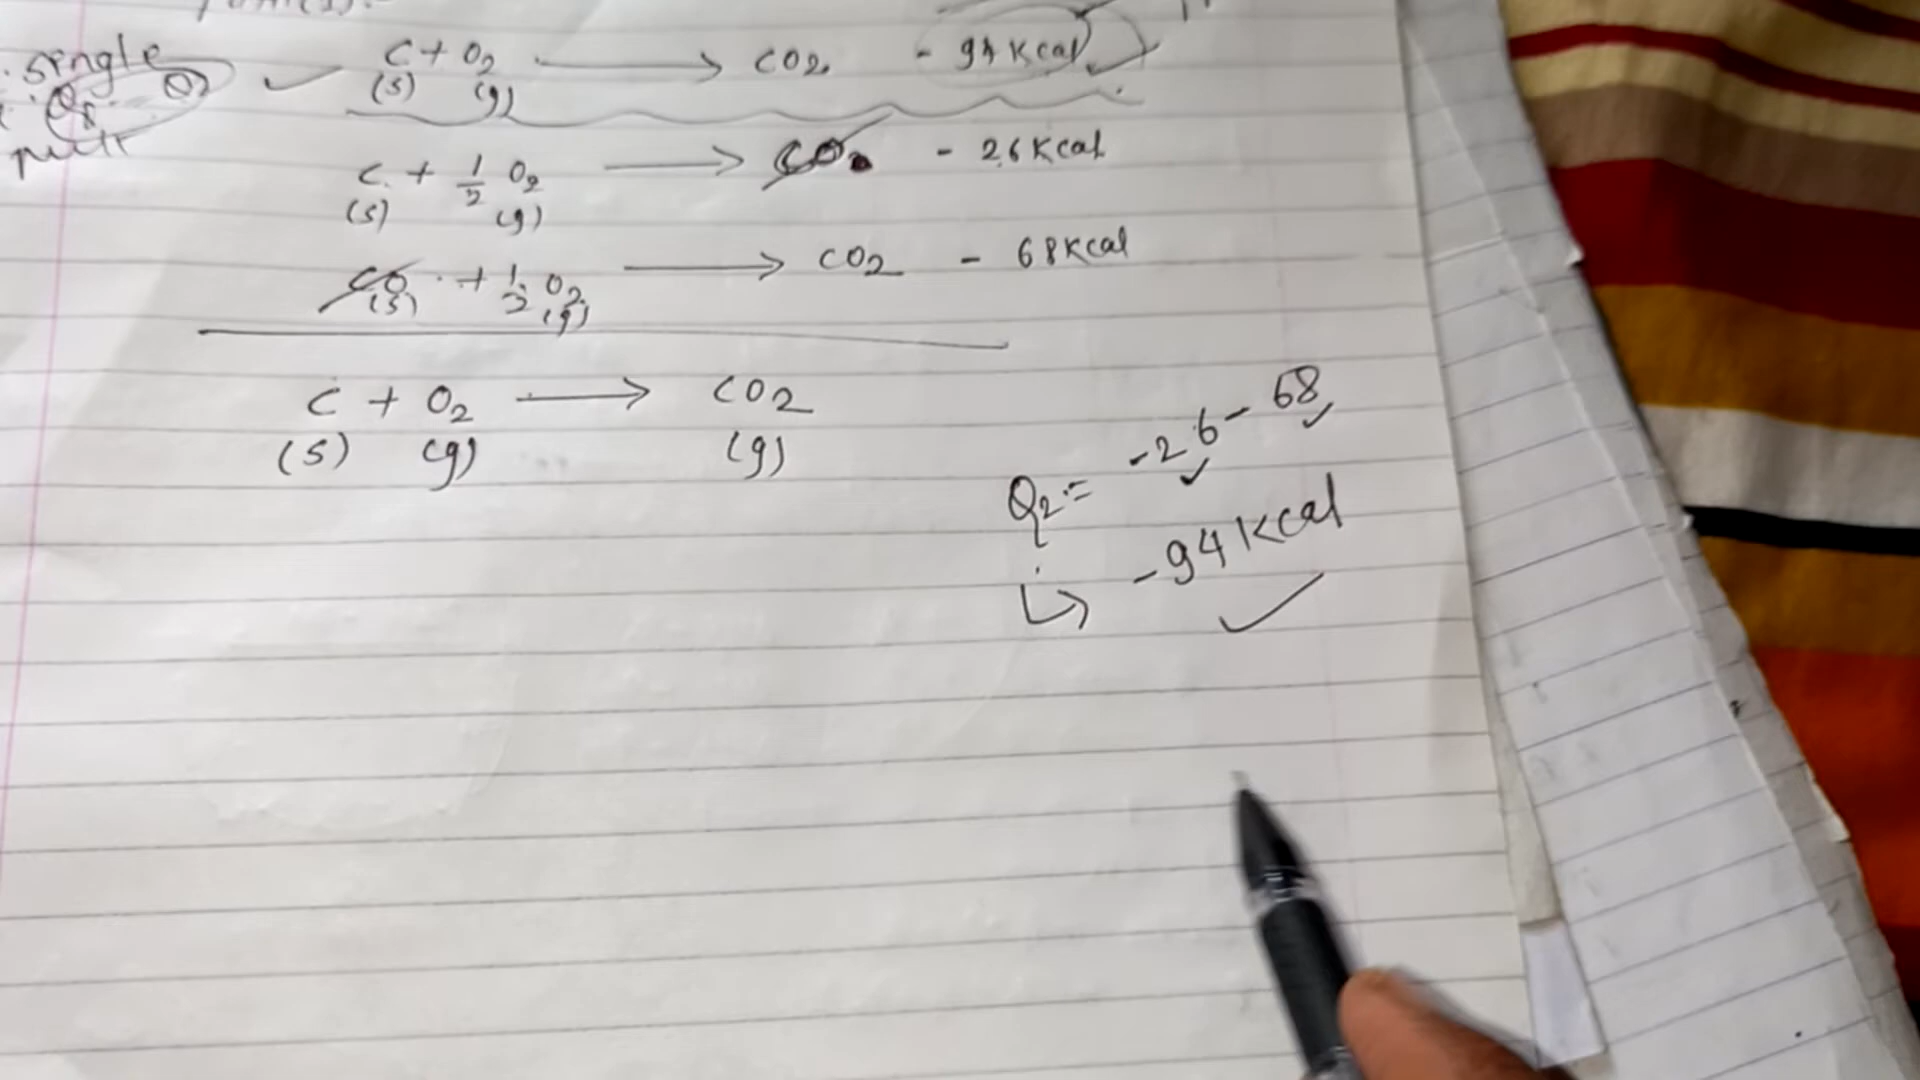 single
C + O2 ⟶ CO2 - 94 Kcal
(s) (g)
C + 1/2 O2 ⟶ CO - 26 Kcal
(s) (g)
CO + 1/2 O2 ⟶ CO2 - 68 Kcal
(s) (g)
C + O2 ⟶ CO2
(s) (g) (g)
Q2 = -26 - 68
↳ -94 Kcal